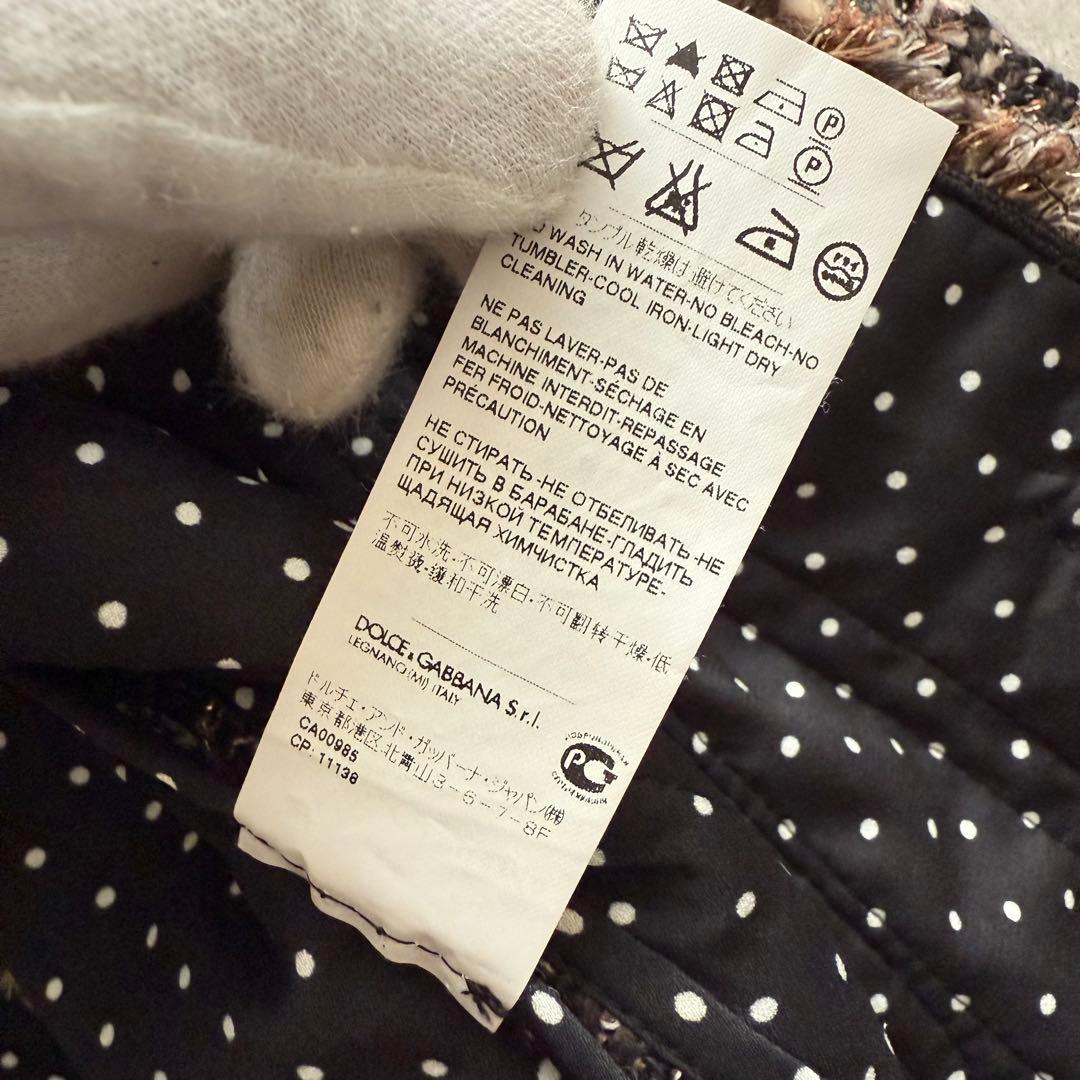 P
P
ドライ
タンブル乾燥は避けてください
WASH IN WATER-NO BLEACH-NO
TUMBLER-COOL IRON-LIGHT DRY
CLEANING
NE PAS LAVER-PAS DE
BLANCHIMENT-SÉCHAGE EN
MACHINE INTERDIT-REPASSAGE
FER FROID-NETTOYAGE À SEC AVEC
PRÉCAUTION
НЕ СТИРАТЬ-НЕ ОТБЕЛИВАТЬ-НЕ
СУШИТЬ В БАРАБАНЕ-ГЛАДИТЬ
ПРИ НИЗКОЙ ТЕМПЕРАТУРЕ-
ЩАДЯЩАЯ ХИМЧИСТКА
不可水洗·不可漂白·不可翻转干燥·低
温熨烫·缓和干洗
DOLCE & GABBANA S.r.l.
LEGNANO (MI) ITALY
ドルチェ・アンド・ガッバーナ・ジャパン(株)
東京都港区北青山3-6-7-8F
CA00985
CP: 11138
PG